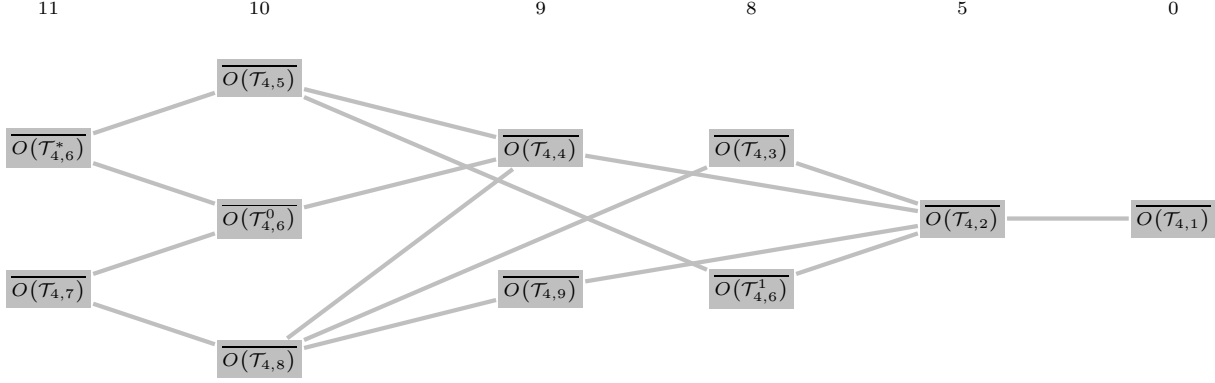 11 10 9 8 5 0
$\overline{O(\mathcal{T}_{4,5})}$
$\overline{O(\mathcal{T}^{*}_{4,6})}$ $\overline{O(\mathcal{T}_{4,4})}$ $\overline{O(\mathcal{T}_{4,3})}$
$\overline{O(\mathcal{T}^{0}_{4,6})}$ $\overline{O(\mathcal{T}_{4,2})}$ $\overline{O(\mathcal{T}_{4,1})}$
$\overline{O(\mathcal{T}_{4,7})}$ $\overline{O(\mathcal{T}_{4,9})}$ $\overline{O(\mathcal{T}^{1}_{4,6})}$
$\overline{O(\mathcal{T}_{4,8})}$